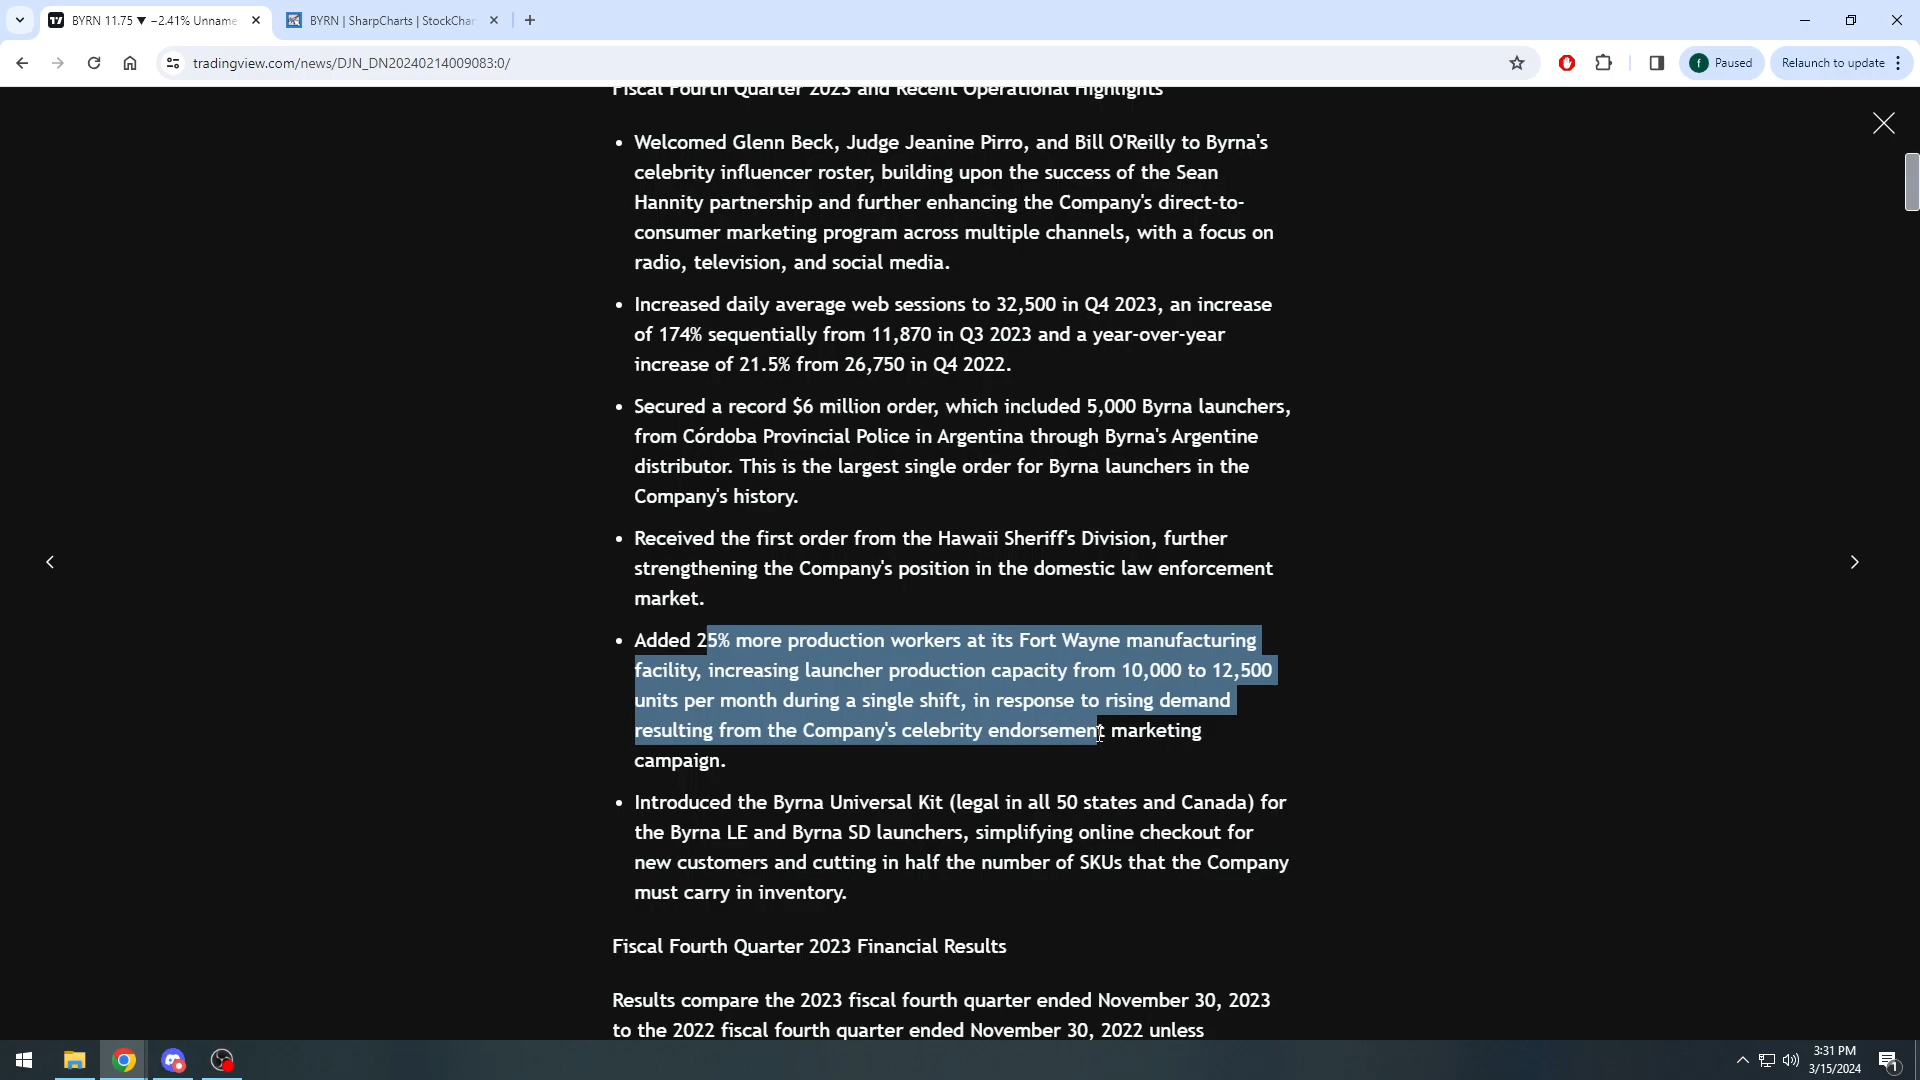 BYRN 11.75 ▼ −2.41% Unname
BYRN | SharpCharts | StockChar
tradingview.com/news/DJN_DN20240214009083:0/
f Paused
Relaunch to update
Fiscal Fourth Quarter 2023 and Recent Operational Highlights
• Welcomed Glenn Beck, Judge Jeanine Pirro, and Bill O'Reilly to Byrna's
celebrity influencer roster, building upon the success of the Sean
Hannity partnership and further enhancing the Company's direct-to-
consumer marketing program across multiple channels, with a focus on
radio, television, and social media.
• Increased daily average web sessions to 32,500 in Q4 2023, an increase
of 174% sequentially from 11,870 in Q3 2023 and a year-over-year
increase of 21.5% from 26,750 in Q4 2022.
• Secured a record $6 million order, which included 5,000 Byrna launchers,
from Córdoba Provincial Police in Argentina through Byrna's Argentine
distributor. This is the largest single order for Byrna launchers in the
Company's history.
• Received the first order from the Hawaii Sheriff's Division, further
strengthening the Company's position in the domestic law enforcement
market.
• Added 25% more production workers at its Fort Wayne manufacturing
facility, increasing launcher production capacity from 10,000 to 12,500
units per month during a single shift, in response to rising demand
resulting from the Company's celebrity endorsement marketing
campaign.
• Introduced the Byrna Universal Kit (legal in all 50 states and Canada) for
the Byrna LE and Byrna SD launchers, simplifying online checkout for
new customers and cutting in half the number of SKUs that the Company
must carry in inventory.
Fiscal Fourth Quarter 2023 Financial Results
Results compare the 2023 fiscal fourth quarter ended November 30, 2023
to the 2022 fiscal fourth quarter ended November 30, 2022 unless
3:31 PM
3/15/2024
1